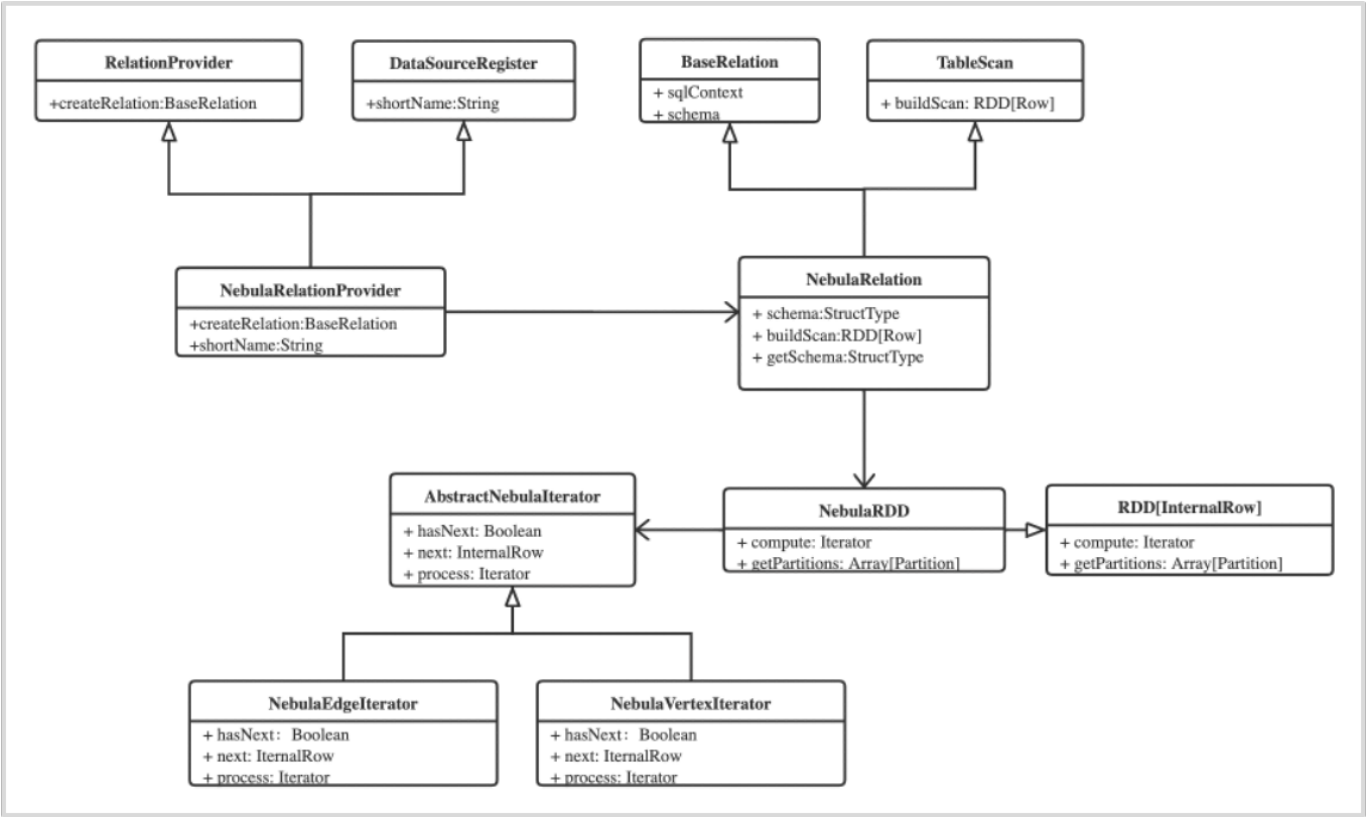 RelationProvider
+createRelation:BaseRelation
DataSourceRegister
+shortName:String
BaseRelation
+ sqlContext
+ schema
TableScan
+ buildScan: RDD[Row]
NebulaRelationProvider
+createRelation:BaseRelation
+shortName:String
NebulaRelation
+ schema:StructType
+ buildScan:RDD[Row]
+ getSchema:StructType
AbstractNebulaIterator
+ hasNext: Boolean
+ next: InternalRow
+ process: Iterator
NebulaRDD
+ compute: Iterator
+ getPartitions: Array[Partition]
RDD[InternalRow]
+ compute: Iterator
+ getPartitions: Array[Partition]
NebulaEdgeIterator
+ hasNext： Boolean
+ next: IternalRow
+ process: Iterator
NebulaVertexIterator
+ hasNext： Boolean
+ next: IternalRow
+ process: Iterator